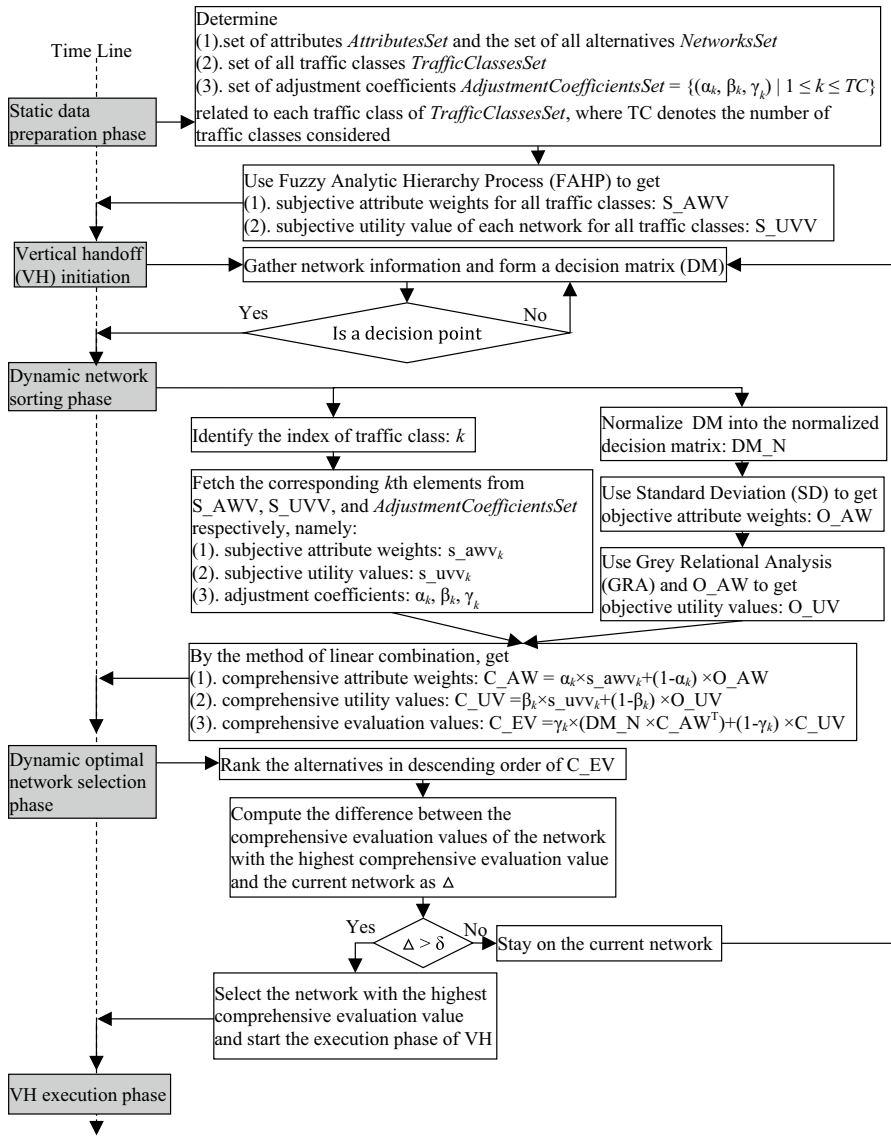 Time Line
Determine
(1).set of attributes AttributesSet and the set of all alternatives NetworksSet
(2). set of all traffic classes TrafficClassesSet
(3). set of adjustment coefficients AdjustmentCoefficientsSet = {(αk, βk, γk) | 1 ≤ k ≤ TC}
related to each traffic class of TrafficClassesSet, where TC denotes the number of
traffic classes considered
Static data
preparation phase
Use Fuzzy Analytic Hierarchy Process (FAHP) to get
(1). subjective attribute weights for all traffic classes: S_AWV
(2). subjective utility value of each network for all traffic classes: S_UVV
Vertical handoff
(VH) initiation
Gather network information and form a decision matrix (DM)
Yes
No
Is a decision point
Dynamic network
sorting phase
Identify the index of traffic class: k
Normalize DM into the normalized
decision matrix: DM_N
Fetch the corresponding kth elements from
S_AWV, S_UVV, and AdjustmentCoefficientsSet
respectively, namely:
(1). subjective attribute weights: s_awvk
(2). subjective utility values: s_uvvk
(3). adjustment coefficients: αk, βk, γk
Use Standard Deviation (SD) to get
objective attribute weights: O_AW
Use Grey Relational Analysis
(GRA) and O_AW to get
objective utility values: O_UV
By the method of linear combination, get
(1). comprehensive attribute weights: C_AW = αk×s_awvk+(1-αk) ×O_AW
(2). comprehensive utility values: C_UV =βk×s_uvvk+(1-βk) ×O_UV
(3). comprehensive evaluation values: C_EV =γk×(DM_N ×C_AWᵀ)+(1-γk) ×C_UV
Dynamic optimal
network selection
phase
Rank the alternatives in descending order of C_EV
Compute the difference between the
comprehensive evaluation values of the network
with the highest comprehensive evaluation value
and the current network as Δ
Yes
No
Δ > δ
Stay on the current network
Select the network with the highest
comprehensive evaluation value
and start the execution phase of VH
VH execution phase